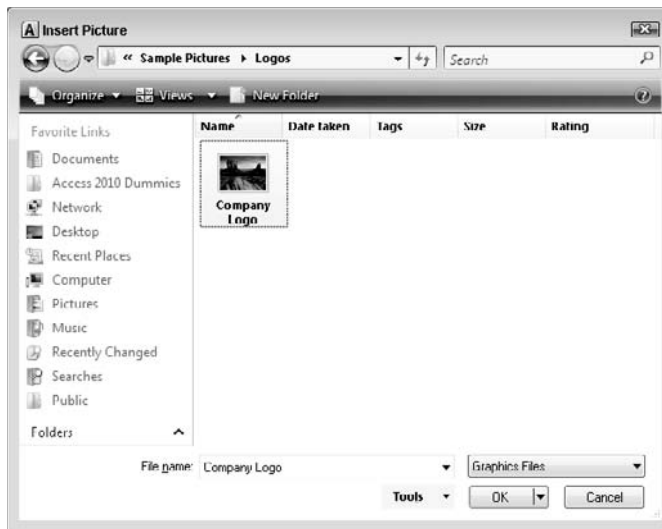 A Insert Picture
« Sample Pictures Logos
Search
Organize Views New Folder ?
Favorite Links
Name Date taken Tags Size Rating
Documents
Access 2010 Dummies
Network
Desktop
Recent Places
Computer
Pictures
Music
Recently Changed
Searches
Public
Folders
Company
Logo
File name: Company Logo
Graphics Files
Tools OK Cancel